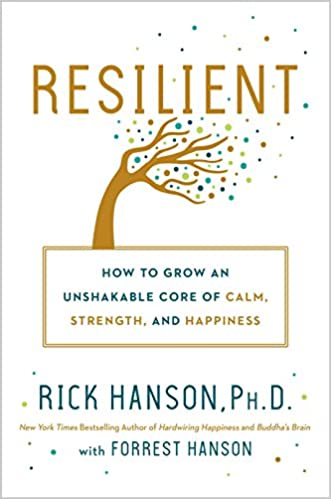 RESILIENT
HOW TO GROW AN
UNSHAKABLE CORE OF CALM,
STRENGTH, AND HAPPINESS
RICK HANSON, PH.D.
New York Times Bestselling Author of Hardwiring Happiness and Buddha's Brain
with FORREST HANSON